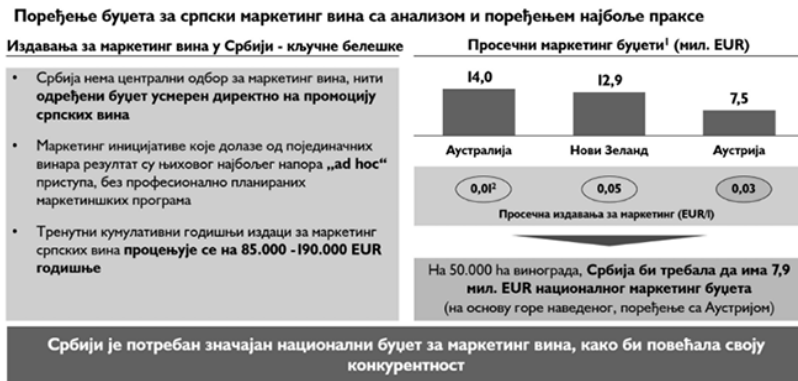 Поређење буџета за српски маркетинг вина са анализом и поређењем најбоље праксе
Издавања за маркетинг вина у Србији - кључне белешке
• Србија нема централни одбор за маркетинг вина, нити
одређени буџет усмерен директно на промоцију
српских вина
• Маркетинг иницијативе које долазе од појединачних
винара резултат су њиховог најбољег напора „ad hoc“
приступа, без професионално планираних
маркетиншких програма
• Тренутни кумулативни годишњи издаци за маркетинг
српских вина процењује се на 85.000 -190.000 EUR
годишње
Просечни маркетинг буџети¹ (мил. EUR)
14,0 12,9 7,5
Аустралија Нови Зеланд Аустрија
0,01² 0,05 0,03
Просечна издавања за маркетинг (EUR/l)
На 50.000 ha винограда, Србија би требала да има 7,9
мил. EUR националног маркетинг буџета
(на основу горе наведеног, поређење са Аустријом)
Србији је потребан значајан национални буџет за маркетинг вина, како би повећала своју
конкурентност